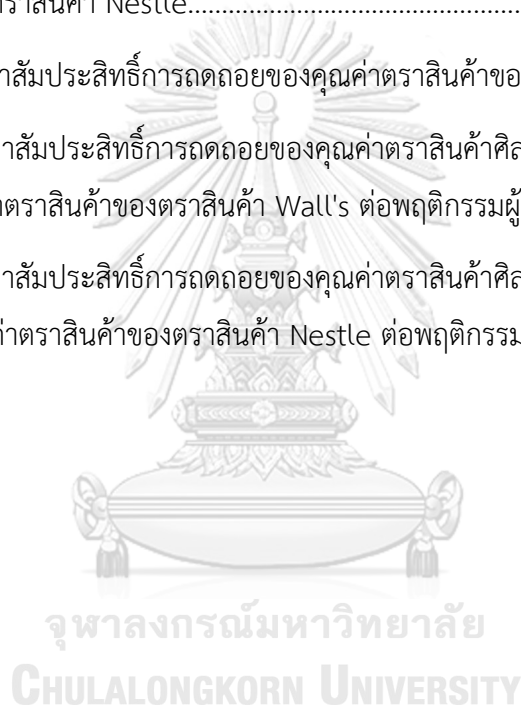 ตราสินค้า Nestle
าสัมประสิทธิ์การถดถอยของคุณค่าตราสินค้าขอ
าสัมประสิทธิ์การถดถอยของคุณค่าตราสินค้าศิล
าตราสินค้าของตราสินค้า Wall's ต่อพฤติกรรมผู้
าสัมประสิทธิ์การถดถอยของคุณค่าตราสินค้าศิล
ค่าตราสินค้าของตราสินค้า Nestle ต่อพฤติกรรม
จุฬาลงกรณ์มหาวิทยาลัย
CHULALONGKORN UNIVERSITY